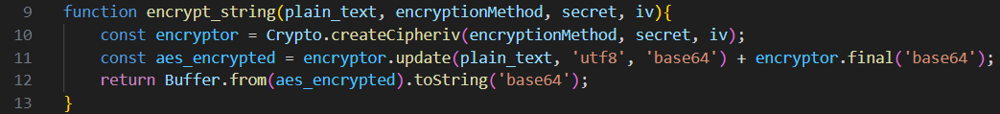 9 function encrypt_string(plain_text, encryptionMethod, secret, iv){
10 const encryptor = Crypto.createCipheriv(encryptionMethod, secret, iv);
11 const aes_encrypted = encryptor.update(plain_text, 'utf8', 'base64') + encryptor.final('base64');
12 return Buffer.from(aes_encrypted).toString('base64');
13 }